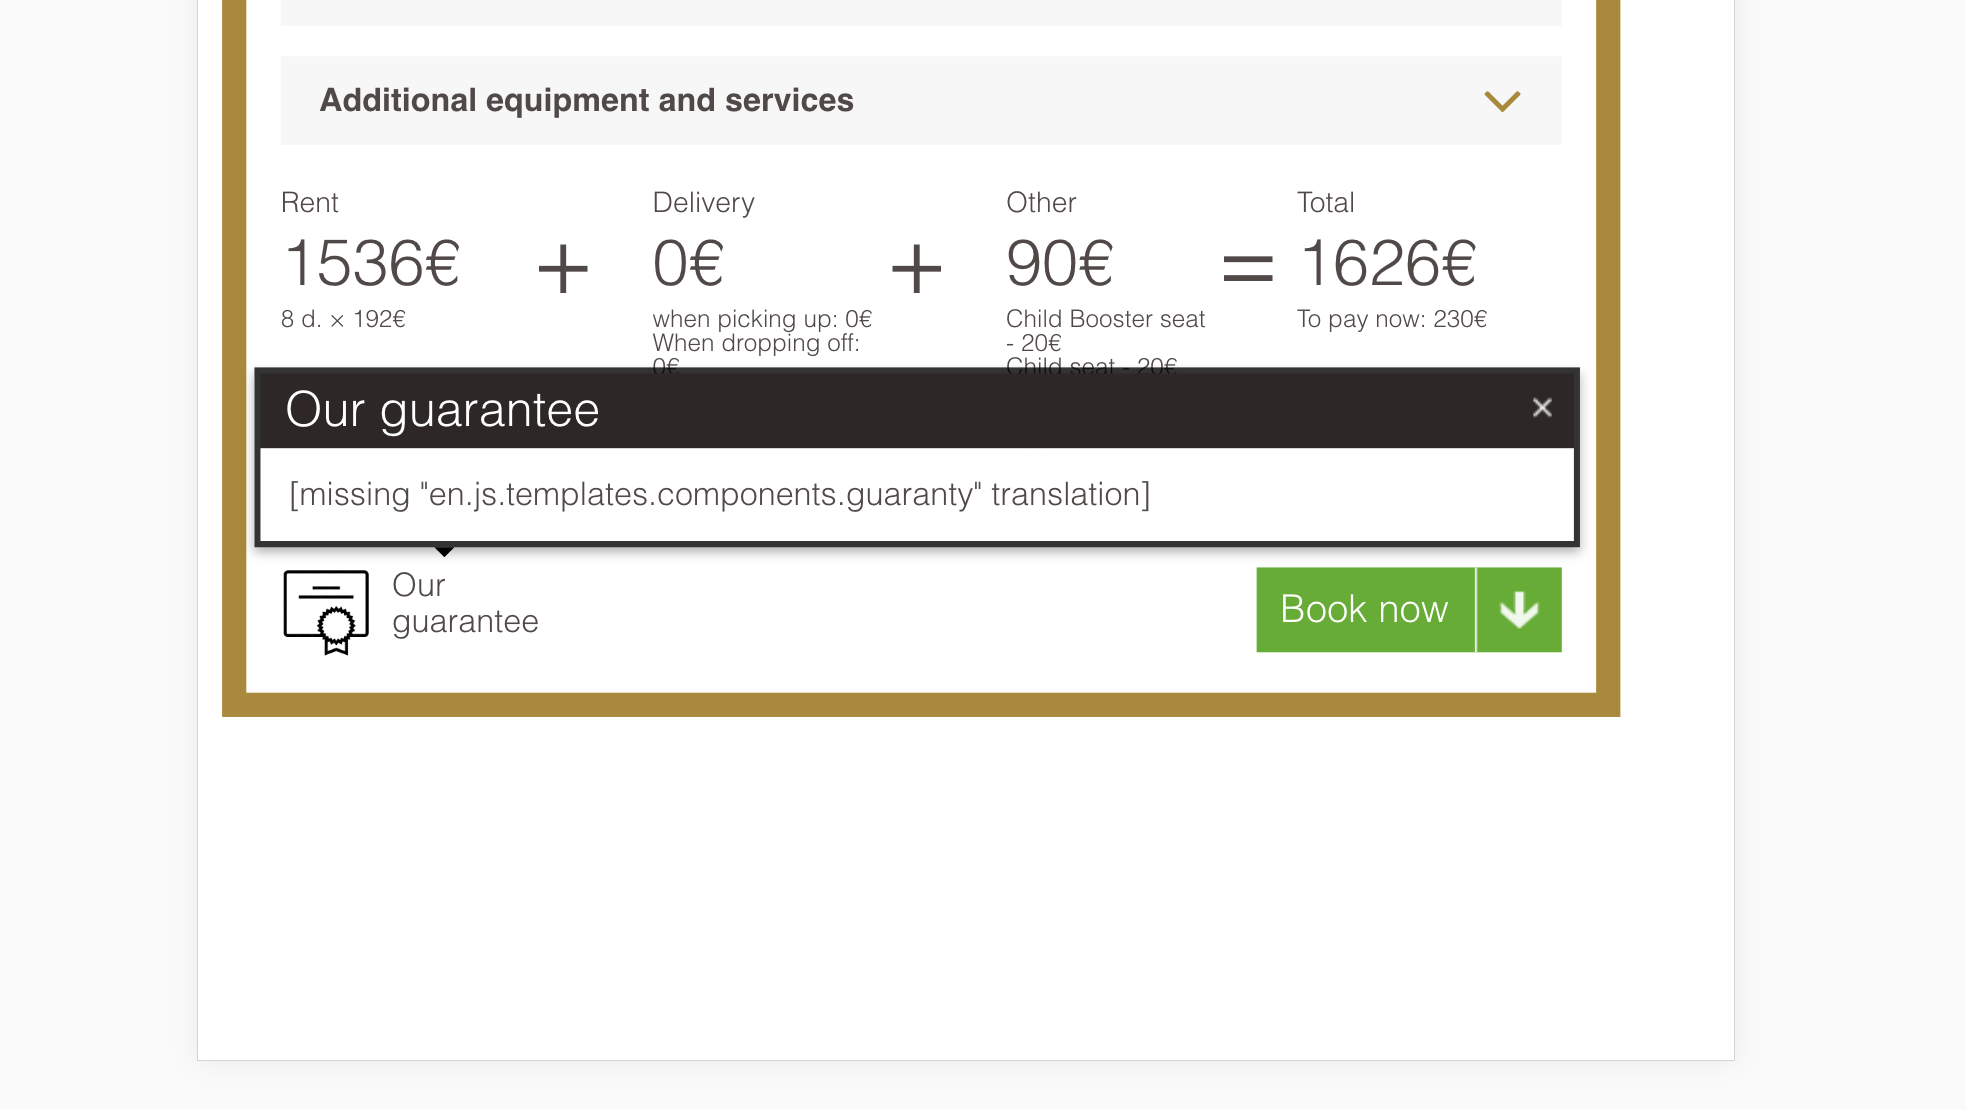 Additional equipment and services
Rent
Delivery
Other
Total
1536€ + 0€ + 90€ = 1626€
8 d. × 192€
when picking up: 0€
When dropping off:
0€
Child Booster seat
- 20€
Child seat - 20€
To pay now: 230€
Our guarantee ×
[missing "en.js.templates.components.guaranty" translation]
Our
guarantee
Book now